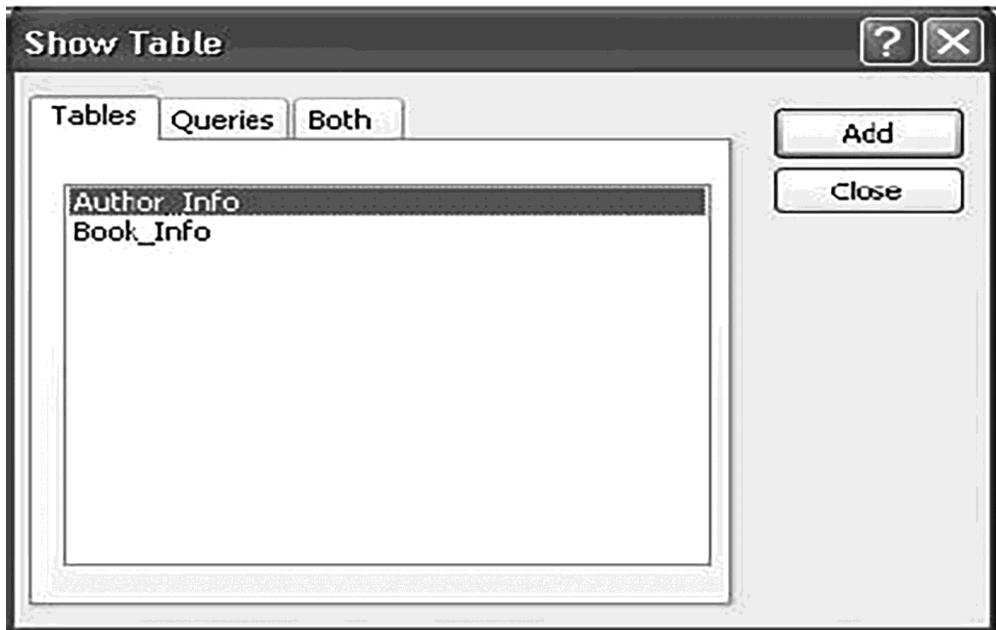 Show Table
Tables Queries Both
Add
Close
Author_Info
Book_Info